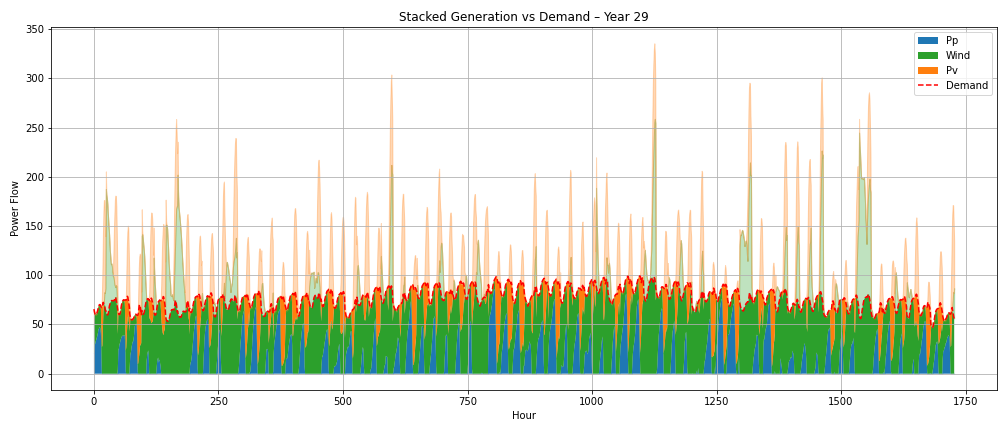 Stacked Generation vs Demand – Year 29
Pp
Wind
Pv
Demand
Power Flow
350
300
250
200
150
100
50
0
0
250
500
750
1000
1250
1500
1750
Hour